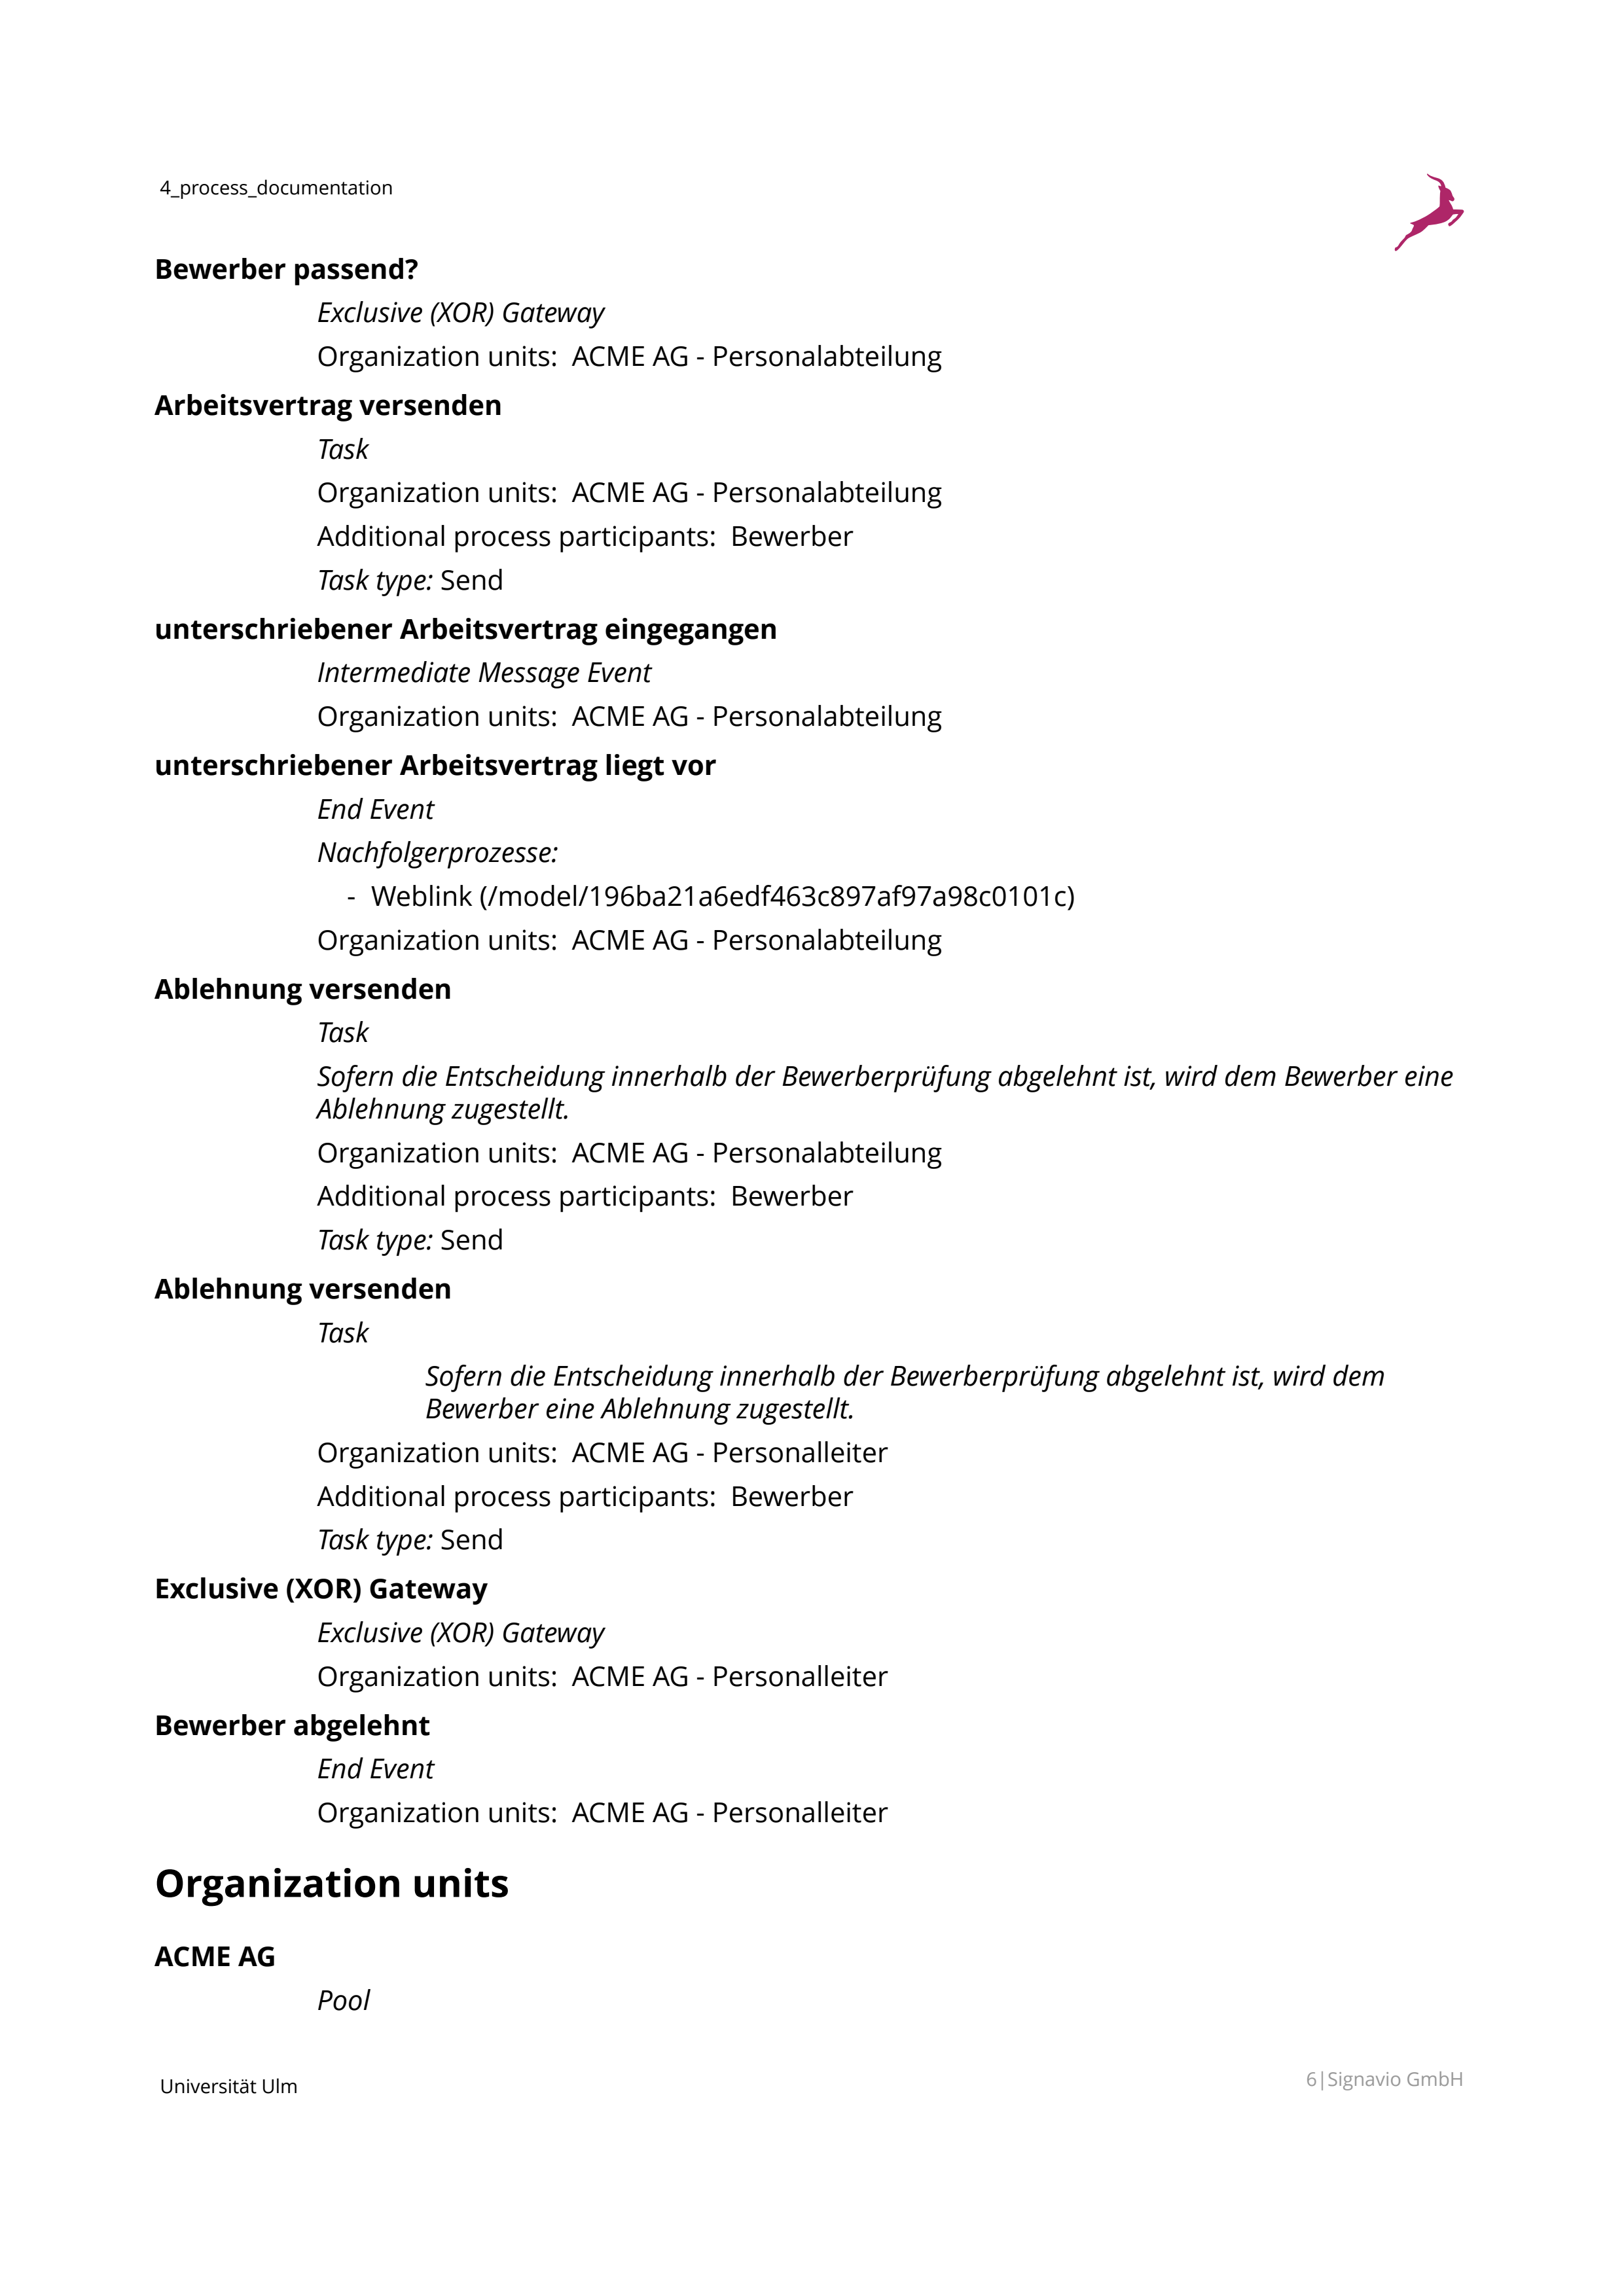 4_process_documentation
Bewerber passend?
Exclusive (XOR) Gateway
Organization units:  ACME AG - Personalabteilung
Arbeitsvertrag versenden
Task
Organization units:  ACME AG - Personalabteilung
Additional process participants:  Bewerber
Task type: Send
unterschriebener Arbeitsvertrag eingegangen
Intermediate Message Event
Organization units:  ACME AG - Personalabteilung
unterschriebener Arbeitsvertrag liegt vor
End Event
Nachfolgerprozesse:
- Weblink (/model/196ba21a6edf463c897af97a98c0101c)
Organization units:  ACME AG - Personalabteilung
Ablehnung versenden
Task
Sofern die Entscheidung innerhalb der Bewerberprüfung abgelehnt ist, wird dem Bewerber eine
Ablehnung zugestellt.
Organization units:  ACME AG - Personalabteilung
Additional process participants:  Bewerber
Task type: Send
Ablehnung versenden
Task
Sofern die Entscheidung innerhalb der Bewerberprüfung abgelehnt ist, wird dem
Bewerber eine Ablehnung zugestellt.
Organization units:  ACME AG - Personalleiter
Additional process participants:  Bewerber
Task type: Send
Exclusive (XOR) Gateway
Exclusive (XOR) Gateway
Organization units:  ACME AG - Personalleiter
Bewerber abgelehnt
End Event
Organization units:  ACME AG - Personalleiter
Organization units
ACME AG
Pool
Universität Ulm
6|Signavio GmbH